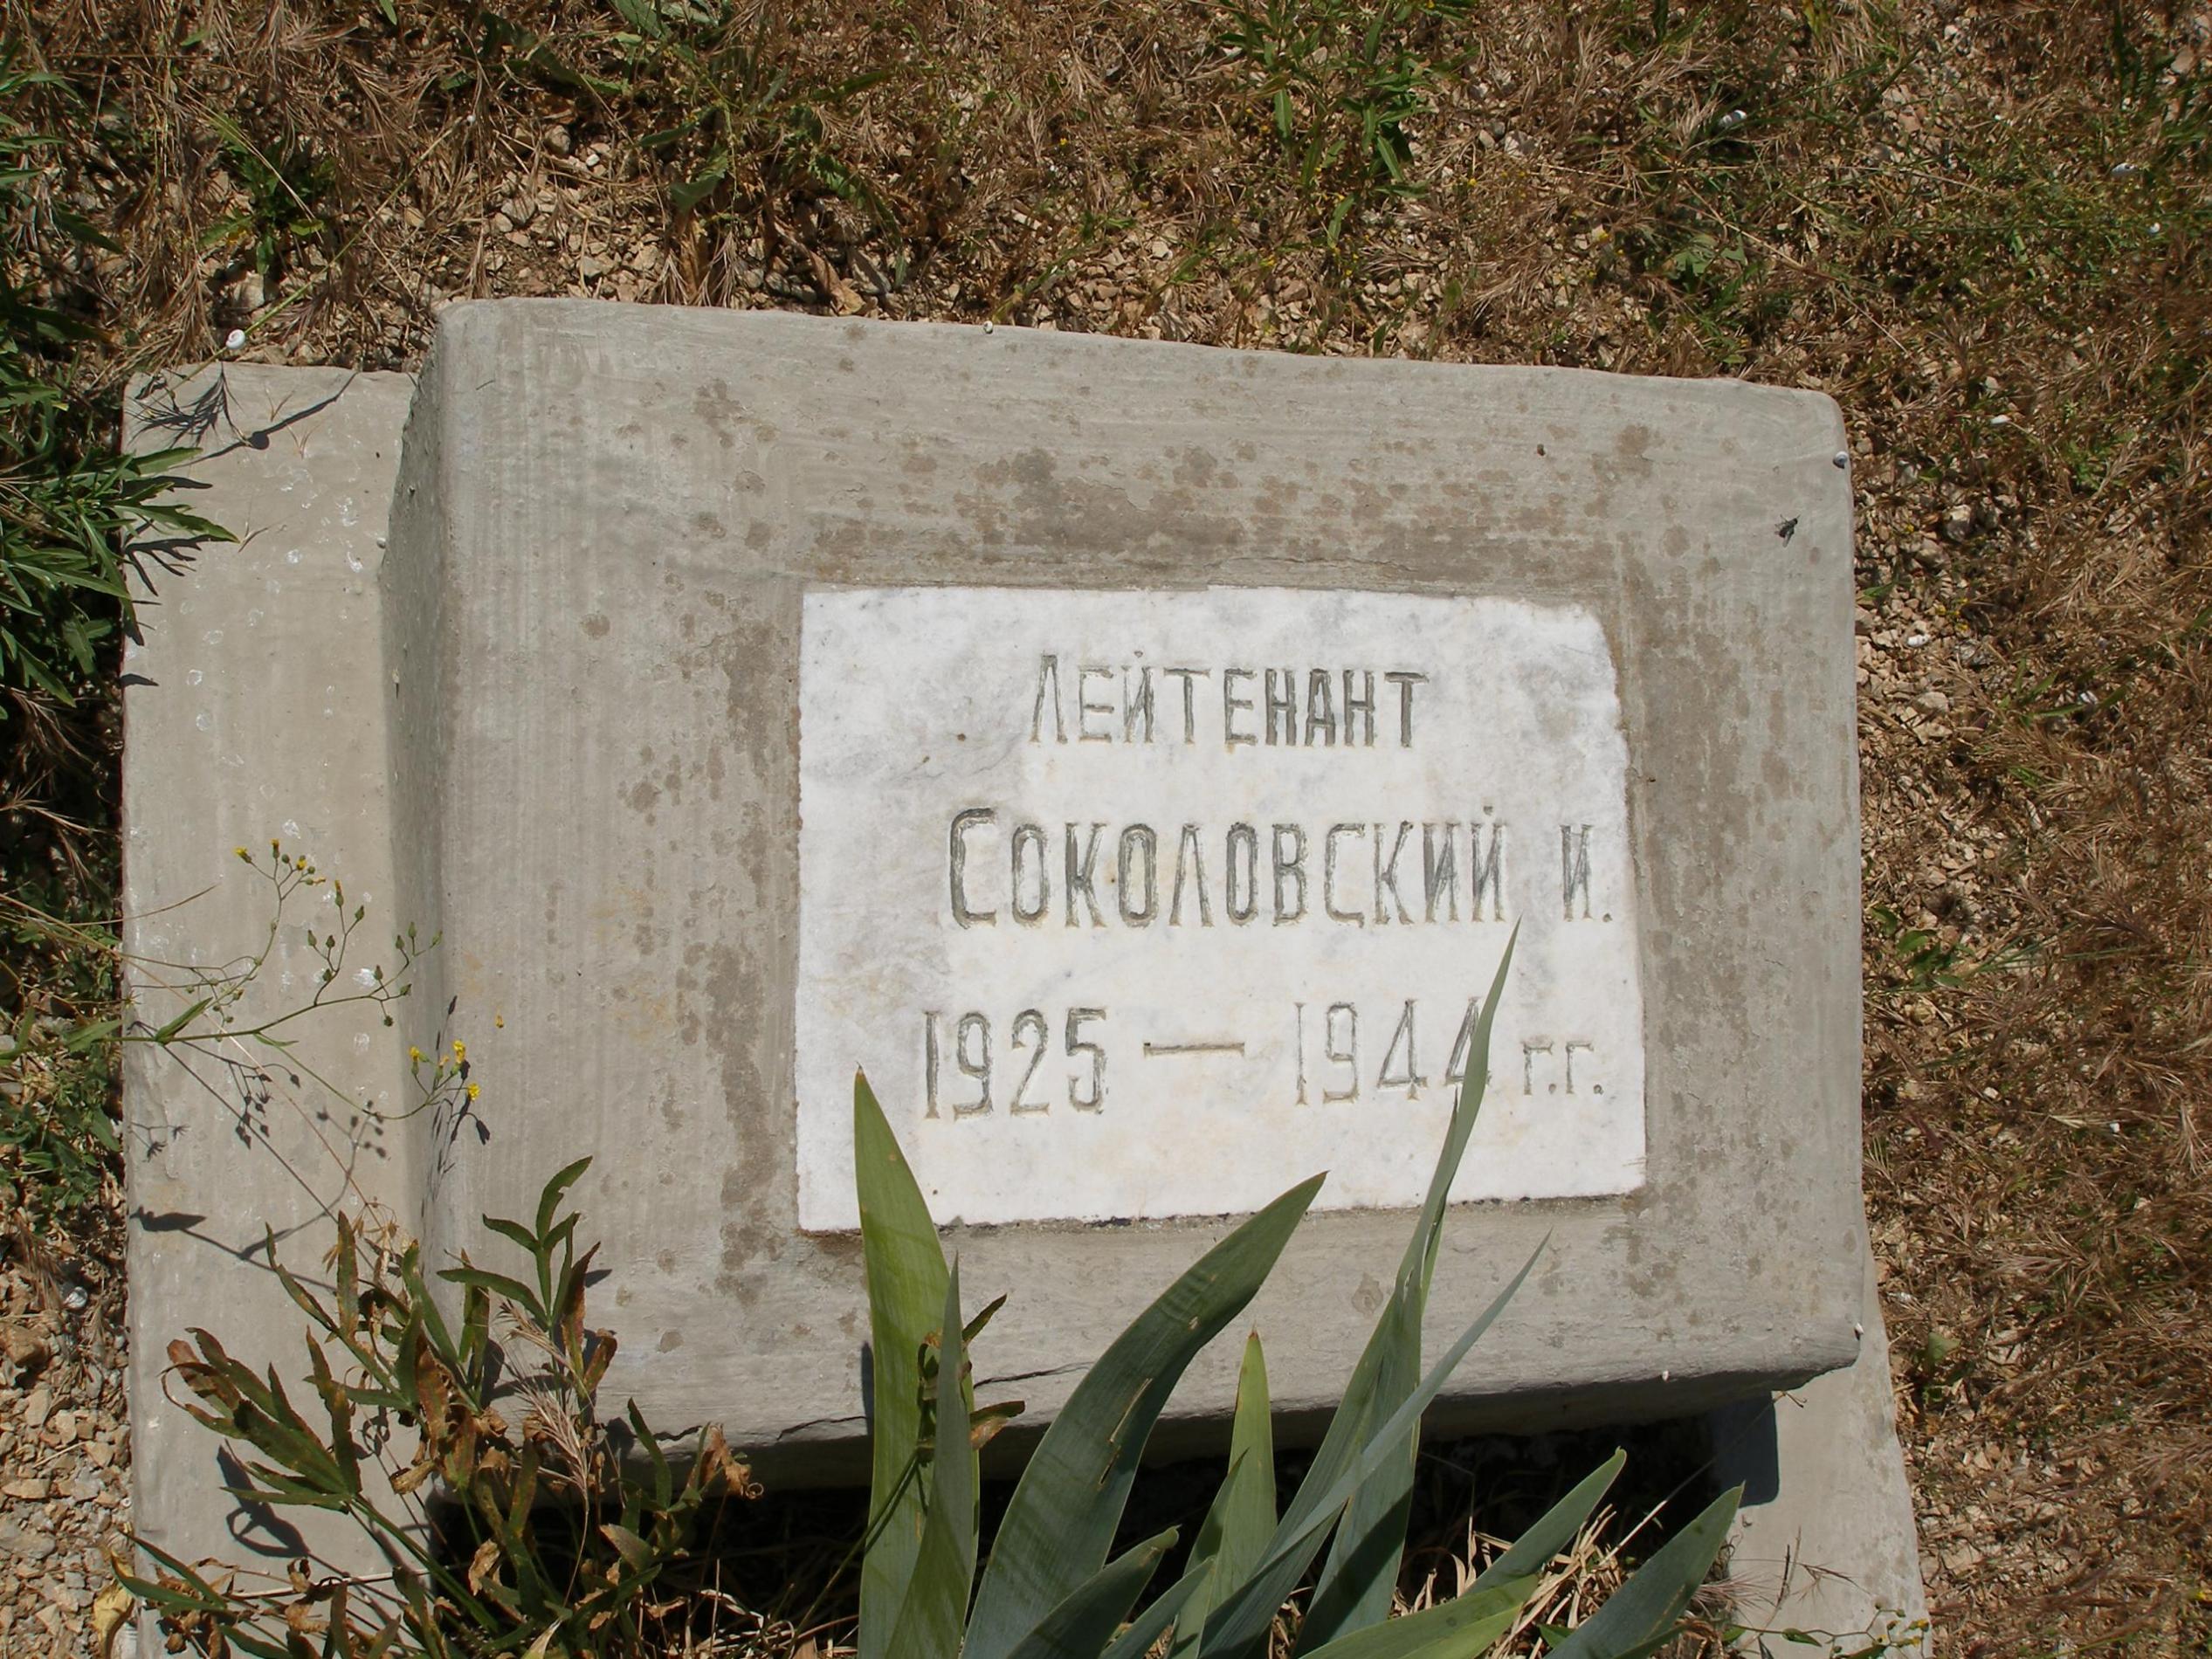 Лейтенант
Соколовский И.
1925 — 1944 г.г.